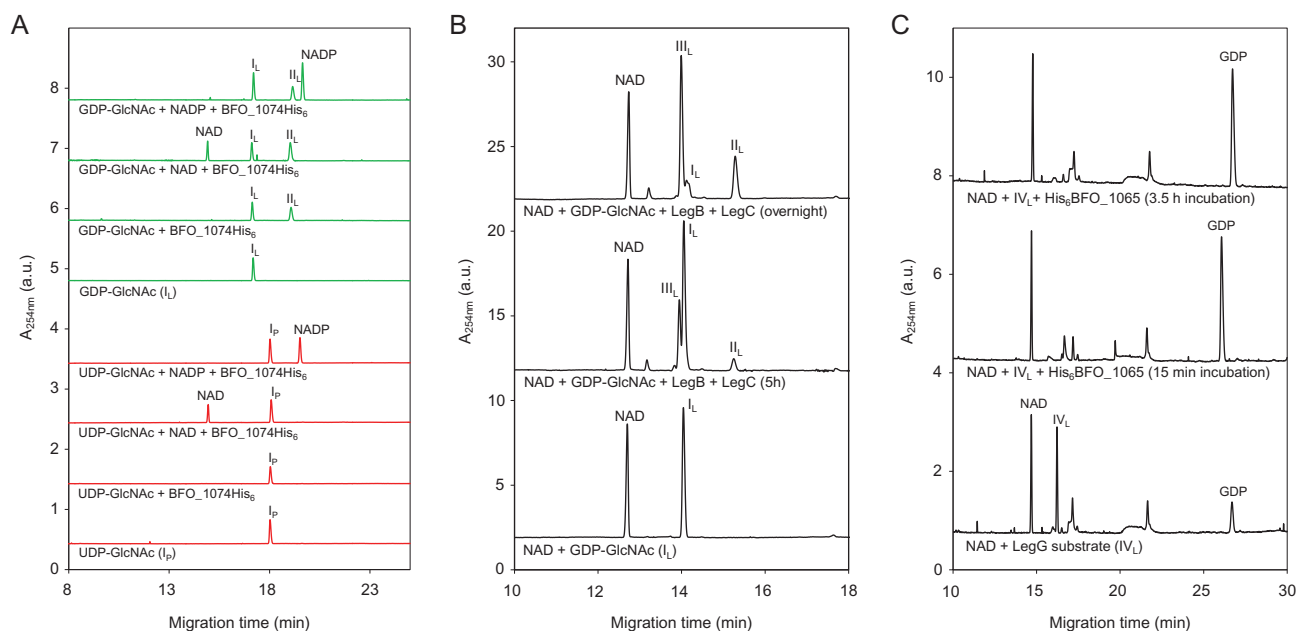 A
8
7
6
5
4
3
2
1
0
A254nm (a.u.)
IL
IIL
NADP
GDP-GlcNAc + NADP + BFO_1074His6
NAD
IL
IIL
GDP-GlcNAc + NAD + BFO_1074His6
IL
IIL
GDP-GlcNAc + BFO_1074His6
IL
GDP-GlcNAc (IL)
IP
NADP
UDP-GlcNAc + NADP + BFO_1074His6
NAD
IP
UDP-GlcNAc + NAD + BFO_1074His6
IP
UDP-GlcNAc + BFO_1074His6
IP
UDP-GlcNAc (IP)
8 13 18 23
Migration time (min)
B
30
20
10
0
A254nm (a.u.)
NAD
IIIL
IL
IIL
NAD + GDP-GlcNAc + LegB + LegC (overnight)
NAD
IIIL
IL
IIL
NAD + GDP-GlcNAc + LegB + LegC (5h)
NAD
IL
NAD + GDP-GlcNAc (IL)
10 12 14 16 18
Migration time (min)
C
10
8
6
4
2
0
A254nm (a.u.)
GDP
NAD + IVL + His6BFO_1065 (3.5 h incubation)
GDP
NAD + IVL + His6BFO_1065 (15 min incubation)
NAD
IVL
GDP
NAD + LegG substrate (IVL)
10 15 20 25 30
Migration time (min)